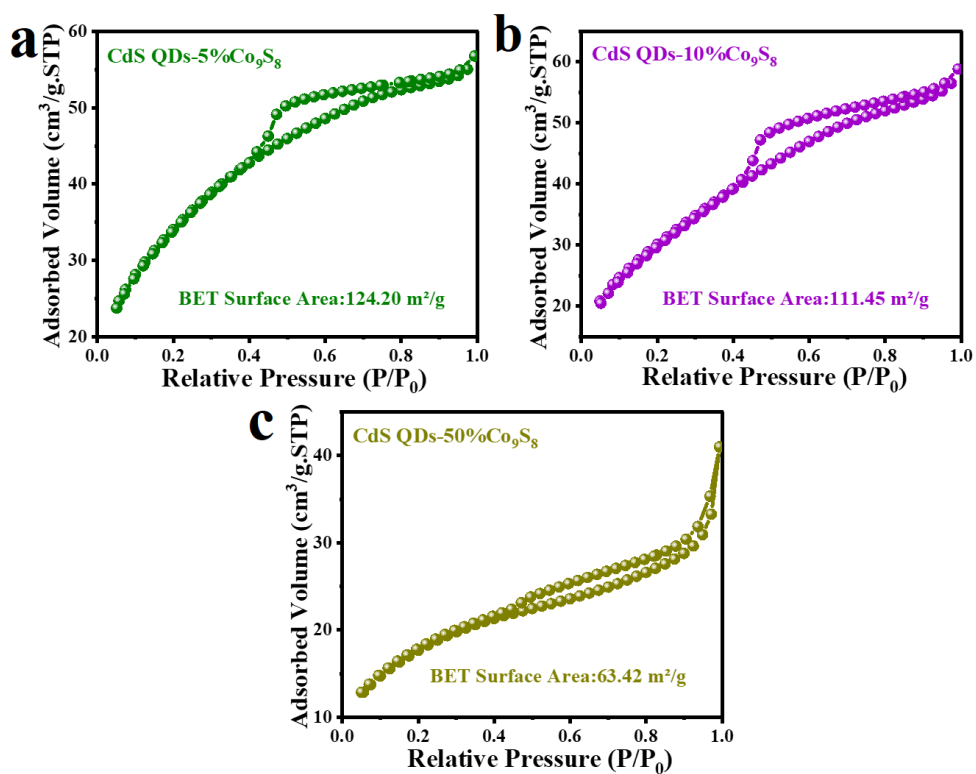 a
CdS QDs-5%Co₉S₈
BET Surface Area:124.20 m²/g
Adsorbed Volume (cm³/g.STP)
60
50
40
30
20
0.0 0.2 0.4 0.6 0.8 1.0
Relative Pressure (P/P₀)
b
CdS QDs-10%Co₉S₈
BET Surface Area:111.45 m²/g
Adsorbed Volume (cm³/g.STP)
60
50
40
30
20
0.0 0.2 0.4 0.6 0.8 1.0
Relative Pressure (P/P₀)
c
CdS QDs-50%Co₉S₈
BET Surface Area:63.42 m²/g
Adsorbed Volume (cm³/g.STP)
40
30
20
10
0.0 0.2 0.4 0.6 0.8 1.0
Relative Pressure (P/P₀)